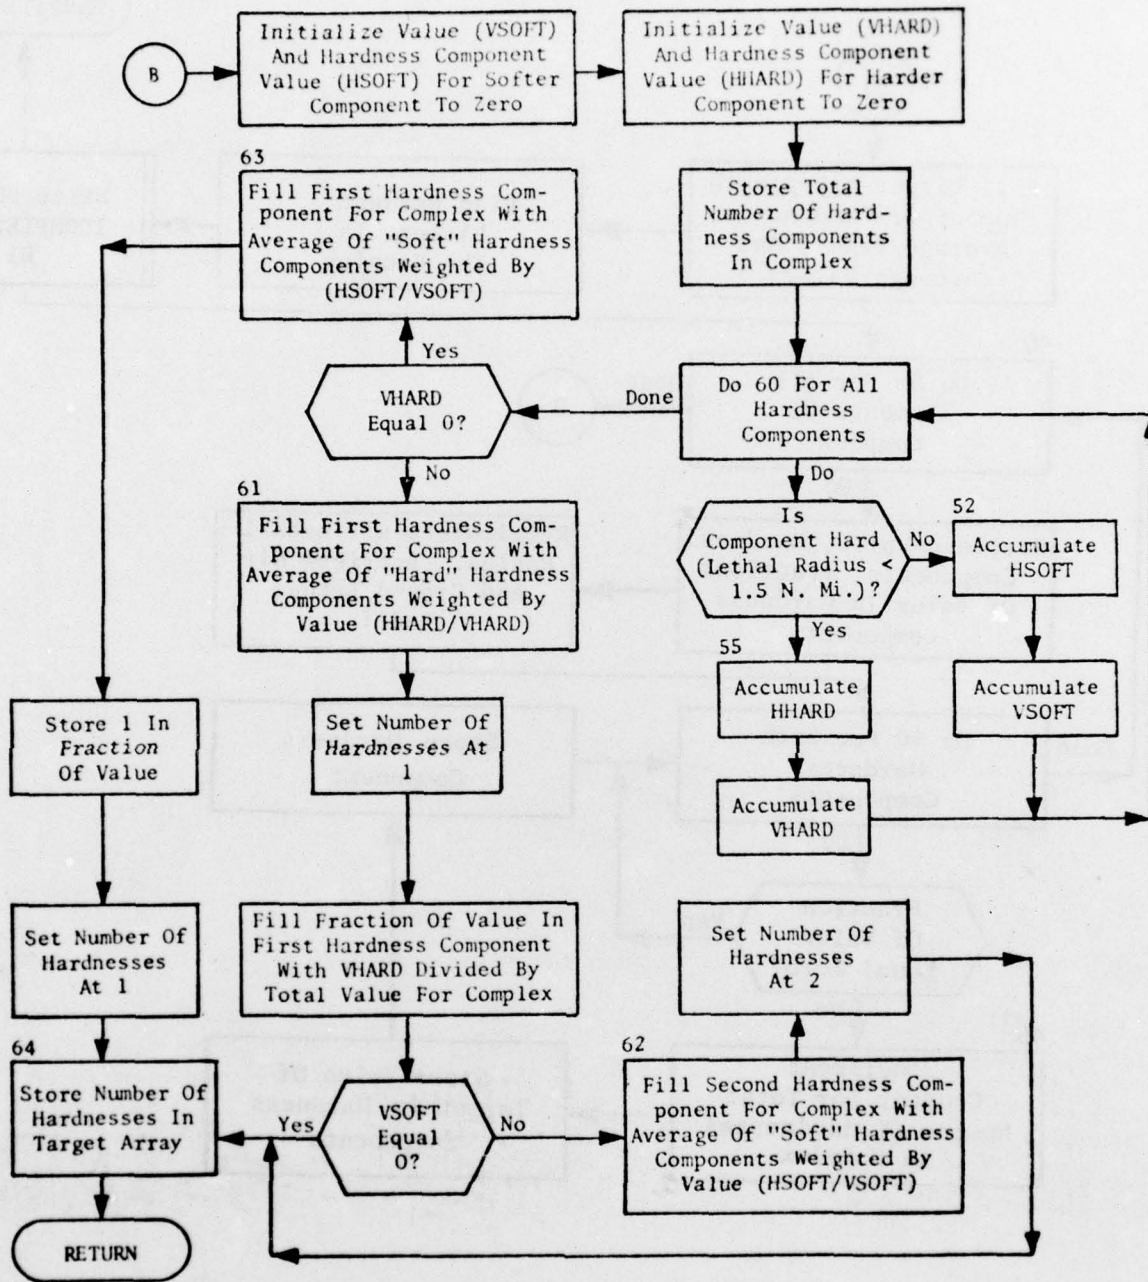 B
Initialize Value (VSOFT)
And Hardness Component
Value (HSOFT) For Softer
Component To Zero
Initialize Value (VHARD)
And Hardness Component
Value (HHARD) For Harder
Component To Zero
Store Total
Number Of Hard-
ness Components
In Complex
63
Fill First Hardness Com-
ponent For Complex With
Average Of "Soft" Hardness
Components Weighted By
(HSOFT/VSOFT)
Yes
VHARD
Equal 0?
Done
Do 60 For All
Hardness
Components
No
Do
61
Fill First Hardness Com-
ponent For Complex With
Average Of "Hard" Hardness
Components Weighted By
Value (HHARD/VHARD)
Is
Component Hard
(Lethal Radius <
1.5 N. Mi.)?
No
52
Accumulate
HSOFT
Yes
55
Accumulate
HHARD
Accumulate
VSOFT
Accumulate
VHARD
Store 1 In
Fraction
Of Value
Set Number Of
Hardnesses At
1
Set Number Of
Hardnesses
At 1
Fill Fraction Of Value In
First Hardness Component
With VHARD Divided By
Total Value For Complex
Set Number Of
Hardnesses
At 2
64
Store Number Of
Hardnesses In
Target Array
Yes
VSOFT
Equal
0?
No
62
Fill Second Hardness Com-
ponent For Complex With
Average Of "Soft" Hardness
Components Weighted By
Value (HSOFT/VSOFT)
RETURN